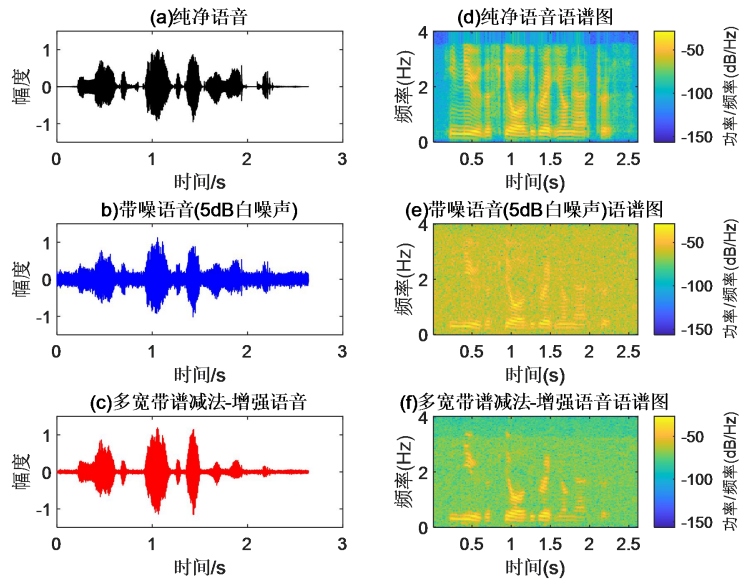 (a)纯净语音
幅度
1
0
-1
0 1 2 3
时间/s
(d)纯净语音语谱图
频率(Hz)
4
2
0
0 0.5 1 1.5 2 2.5
时间(s)
-50
-100
-150
功率/频率(dB/Hz)
b)带噪语音(5dB白噪声)
幅度
1
0
-1
0 1 2 3
时间/s
(e)带噪语音(5dB白噪声)语谱图
频率(Hz)
4
2
0
0 0.5 1 1.5 2 2.5
时间(s)
-50
-100
-150
功率/频率(dB/Hz)
(c)多宽带谱减法-增强语音
幅度
1
0
-1
0 1 2 3
时间/s
(f)多宽带谱减法-增强语音语谱图
频率(Hz)
4
2
0
0 0.5 1 1.5 2 2.5
时间(s)
-50
-100
-150
功率/频率(dB/Hz)